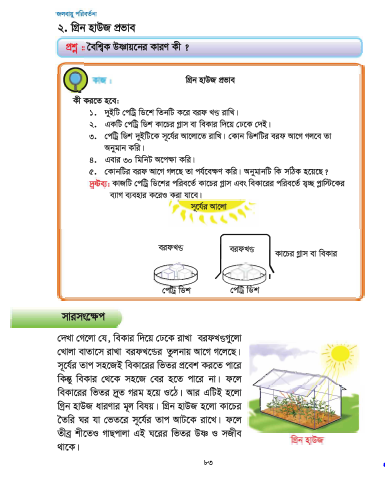 জলবায়ু পরিবর্তন
২. গ্রিন হাউজ প্রভাব
প্রশ্ন : বৈশ্বিক উষ্ণায়নের কারণ কী ?
কাজ : গ্রিন হাউজ প্রভাব
কী করতে হবে:
১. দুইটি পেট্রি ডিশে তিনটি করে বরফ খণ্ড রাখি।
২. একটি পেট্রি ডিশ কাচের গ্লাস বা বিকার দিয়ে ঢেকে দেই।
৩. পেট্রি ডিশ দুইটিকে সূর্যের আলোতে রাখি। কোন ডিশটির বরফ আগে গলবে তা
অনুমান করি।
৪. এবার ৩০ মিনিট অপেক্ষা করি।
৫. কোনটির বরফ আগে গলছে তা পর্যবেক্ষণ করি। অনুমানটি কি সঠিক হয়েছে?
দ্রষ্টব্য: কাজটি পেট্রি ডিশের পরিবর্তে কাচের গ্লাস এবং বিকারের পরিবর্তে স্বচ্ছ প্লাস্টিকের
ব্যাগ ব্যবহার করেও করা যাবে।
সূর্যের আলো
বরফখণ্ড
বরফখণ্ড
কাচের গ্লাস বা বিকার
পেট্রি ডিশ
পেট্রি ডিশ
সারসংক্ষেপ
দেখা গেলো যে, বিকার দিয়ে ঢেকে রাখা বরফখণ্ডগুলো
খোলা বাতাসে রাখা বরফখণ্ডের তুলনায় আগে গলেছে।
সূর্যের তাপ সহজেই বিকারের ভিতর প্রবেশ করতে পারে
কিন্তু বিকার থেকে সহজে বের হতে পারে না। ফলে
বিকারের ভিতর দ্রুত গরম হয়ে ওঠে। আর এটিই হলো
গ্রিন হাউজ ধারণার মূল বিষয়। গ্রিন হাউজ হলো কাচের
তৈরি ঘর যা ভেতরে সূর্যের তাপ আটকে রাখে। ফলে
তীব্র শীতেও গাছপালা এই ঘরের ভিতর উষ্ণ ও সজীব
থাকে।
গ্রিন হাউজ
৮৩